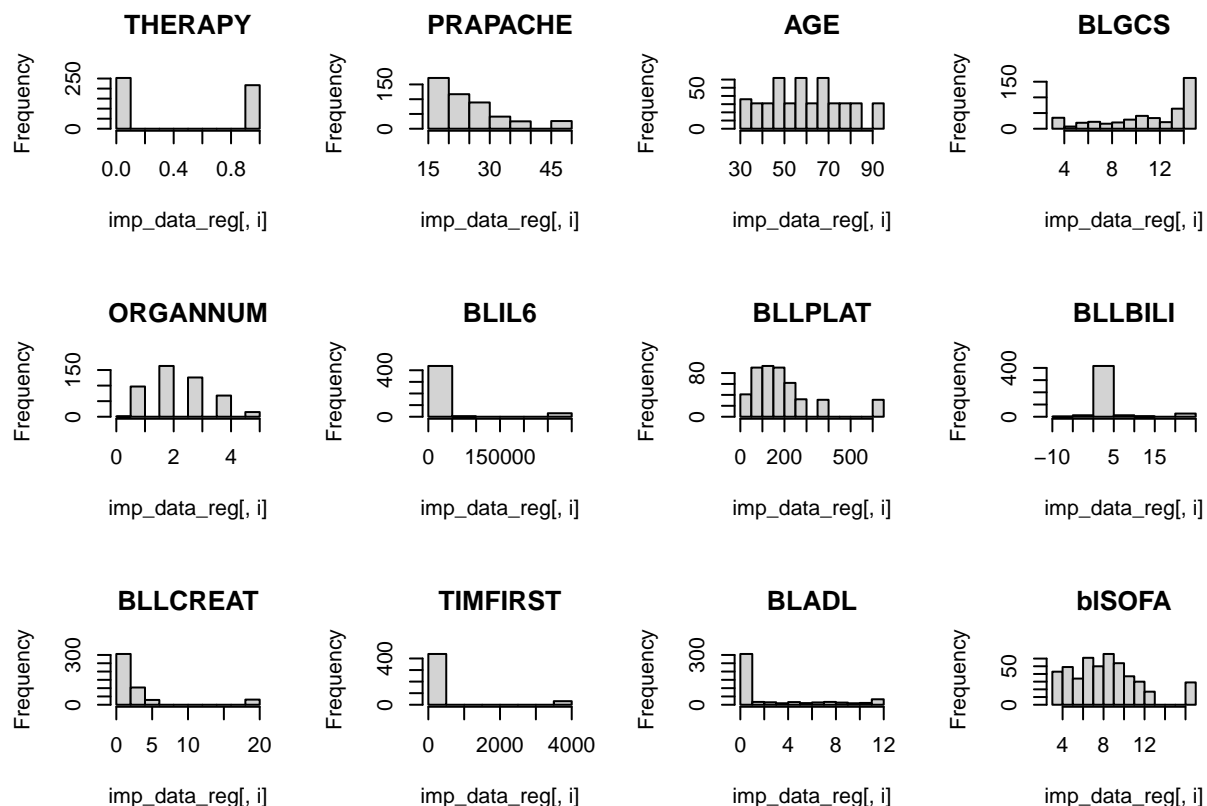 THERAPY PRAPACHE AGE BLGCS
Frequency 0 250 Frequency 0 150 Frequency 0 50 Frequency 0 150
0.0 0.4 0.8 15 30 45 30 50 70 90 4 8 12
imp_data_reg[, i] imp_data_reg[, i] imp_data_reg[, i] imp_data_reg[, i]
ORGANNUM BLIL6 BLLPLAT BLLBILI
Frequency 0 150 Frequency 0 400 Frequency 0 80 Frequency 0 400
0 2 4 0 150000 0 200 500 −10 5 15
imp_data_reg[, i] imp_data_reg[, i] imp_data_reg[, i] imp_data_reg[, i]
BLLCREAT TIMFIRST BLADL blSOFA
Frequency 0 300 Frequency 0 400 Frequency 0 300 Frequency 0 50
0 5 10 20 0 2000 4000 0 4 8 12 4 8 12
imp_data_reg[, i] imp_data_reg[, i] imp_data_reg[, i] imp_data_reg[, i]